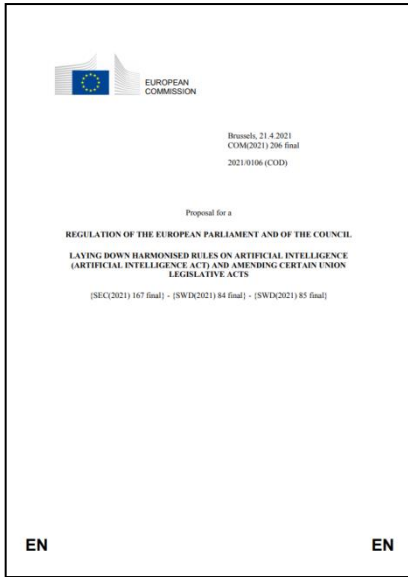 EUROPEAN
COMMISSION
Brussels, 21.4.2021
COM(2021) 206 final
2021/0106 (COD)
Proposal for a
REGULATION OF THE EUROPEAN PARLIAMENT AND OF THE COUNCIL
LAYING DOWN HARMONISED RULES ON ARTIFICIAL INTELLIGENCE
(ARTIFICIAL INTELLIGENCE ACT) AND AMENDING CERTAIN UNION
LEGISLATIVE ACTS
{SEC(2021) 167 final} - {SWD(2021) 84 final} - {SWD(2021) 85 final}
EN EN